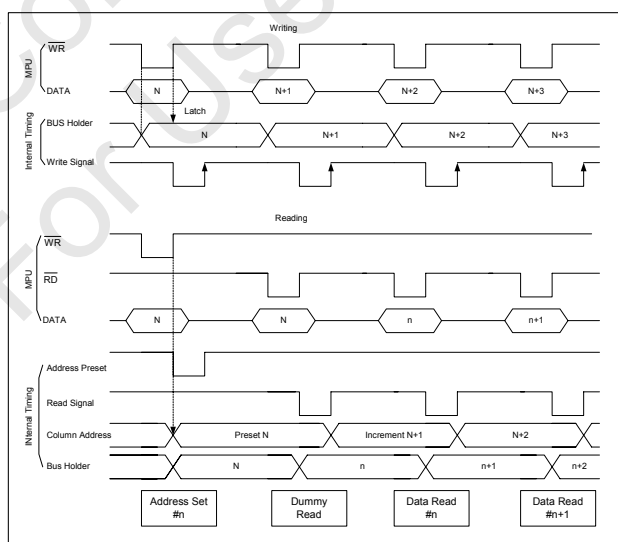 Writing
WR
MPU
DATA
N
N+1
N+2
N+3
Latch
BUS Holder
N
N+1
N+2
N+3
Internal Timing
Write Signal
Reading
WR
MPU
RD
DATA
N
N
n
n+1
Address Preset
INternal Timing
Read Signal
Column Address
Preset N
Increment N+1
N+2
Bus Holder
N
n
n+1
n+2
Address Set
#n
Dummy
Read
Data Read
#n
Data Read
#n+1
For Use